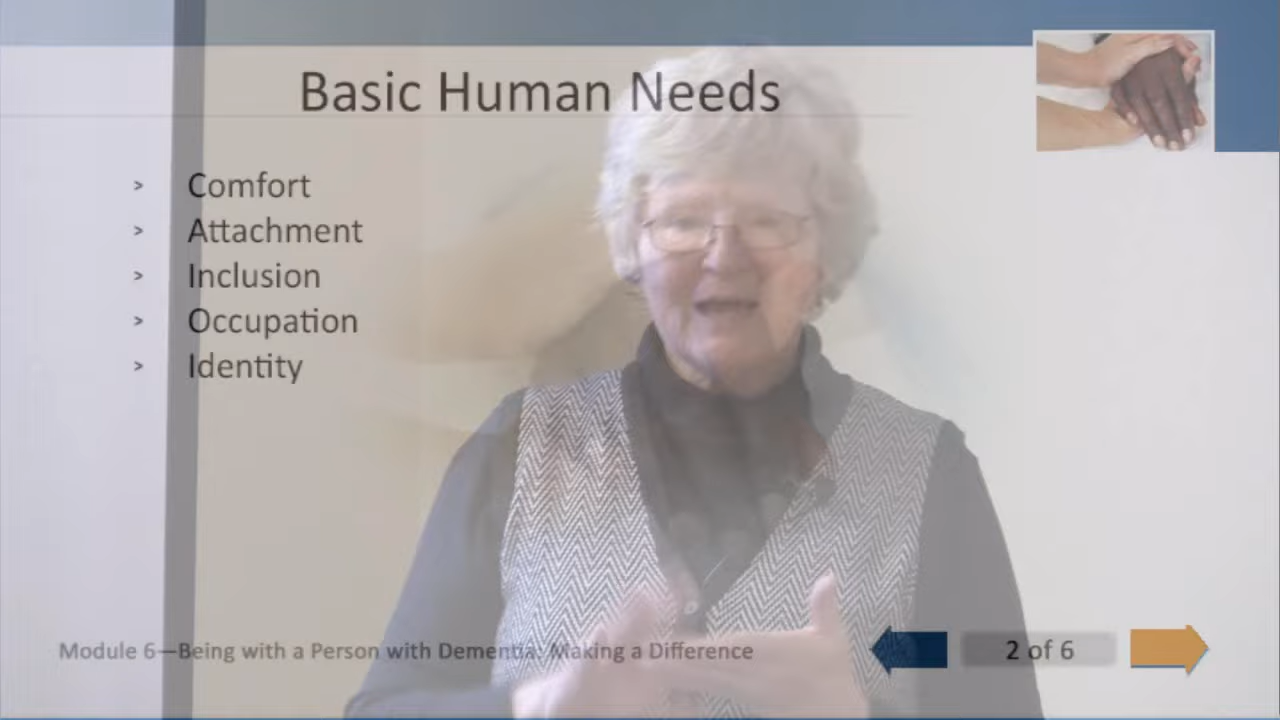 Basic Human Needs
> Comfort
> Attachment
> Inclusion
> Occupation
> Identity
Module 6—Being with a Person with Dementia: Making a Difference
2 of 6